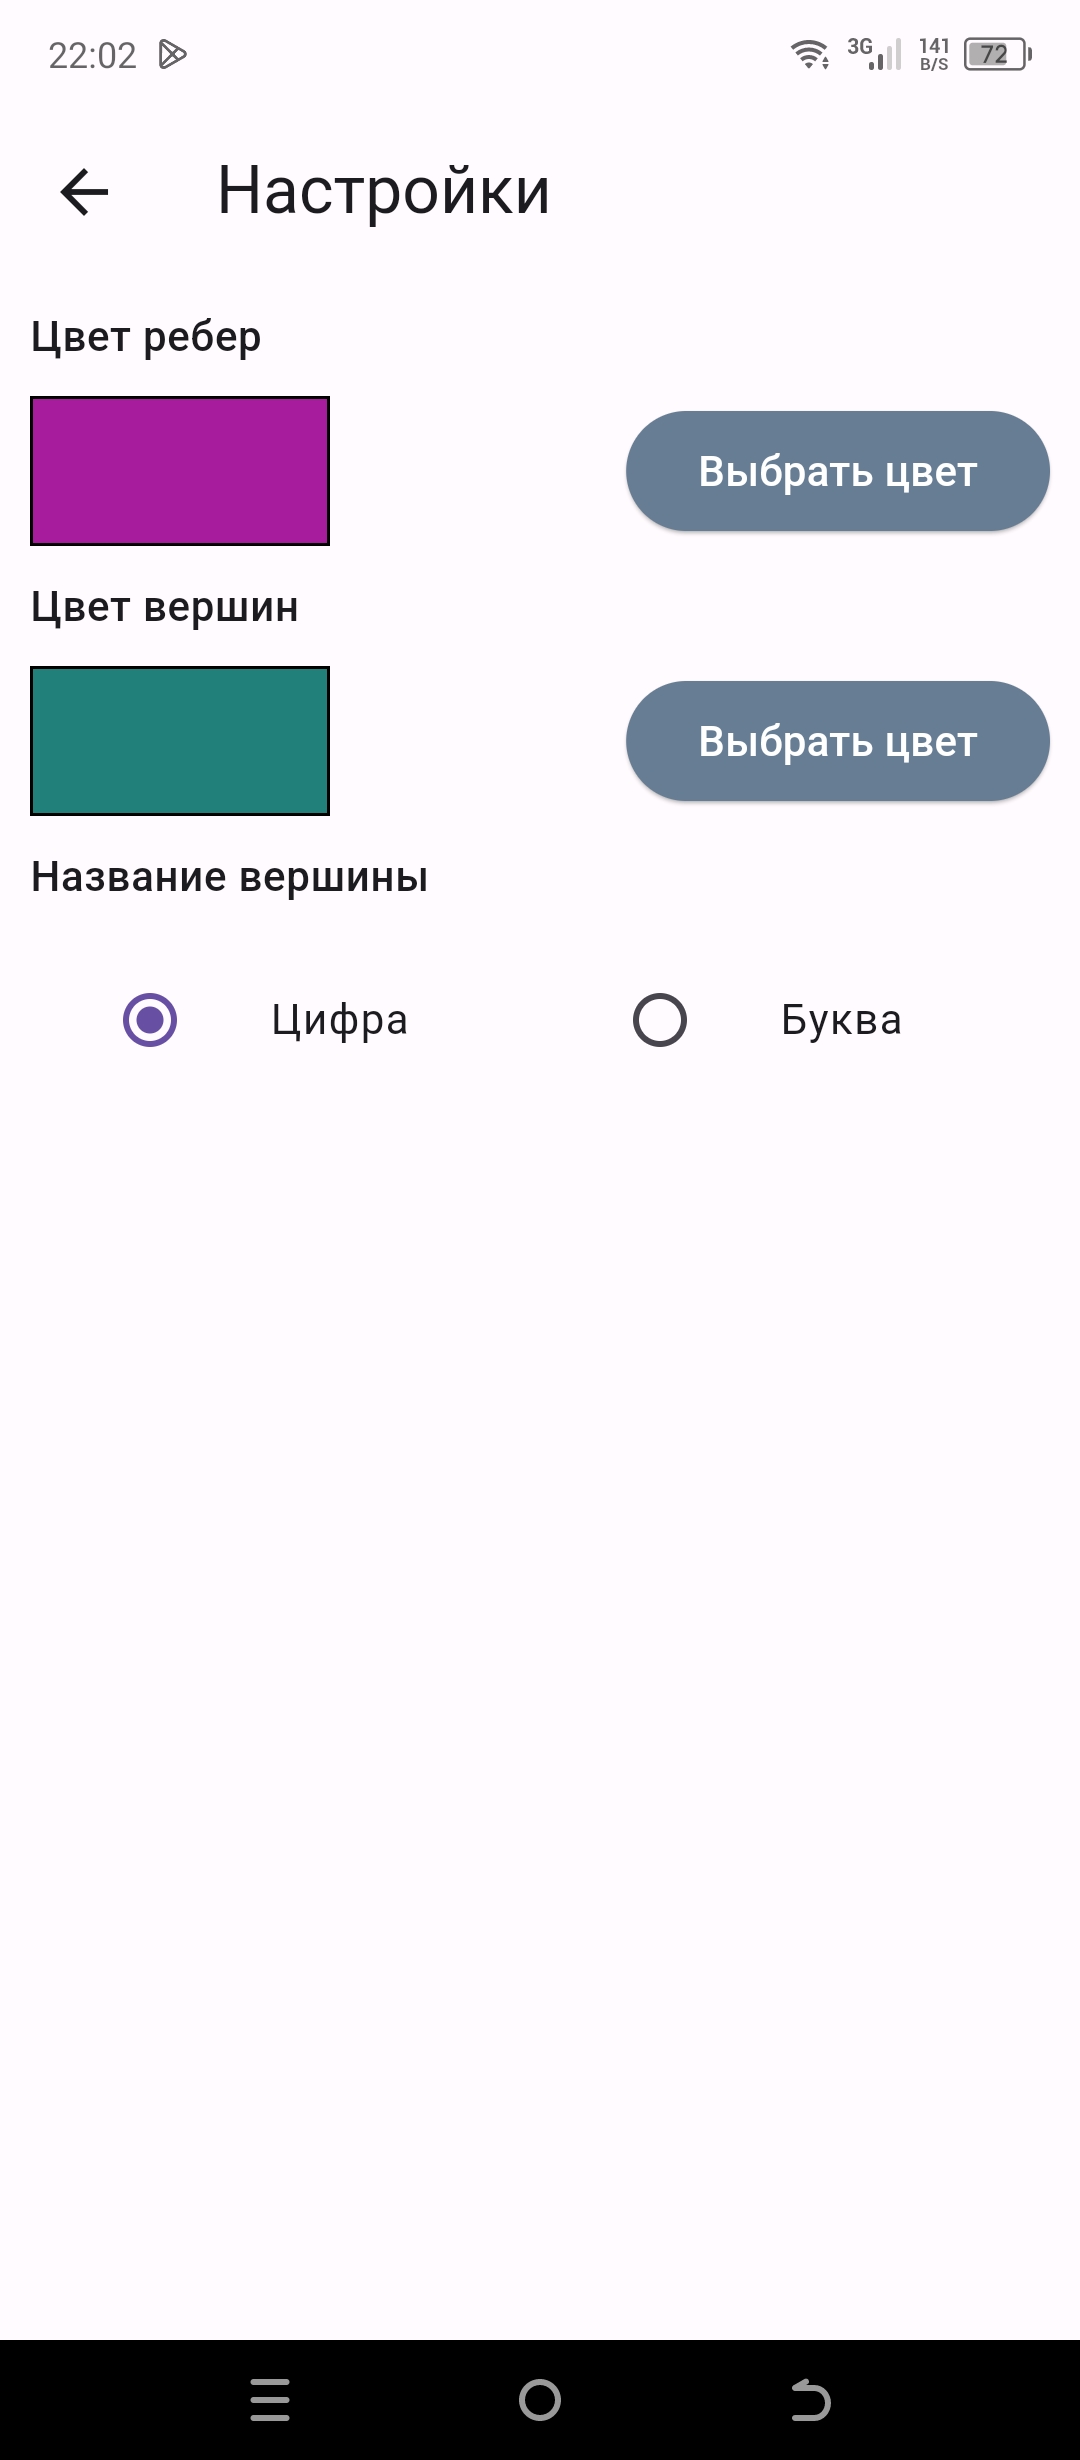 22:02 3G 141 B/S 72
Настройки
Цвет ребер
Выбрать цвет
Цвет вершин
Выбрать цвет
Название вершины
Цифра Буква